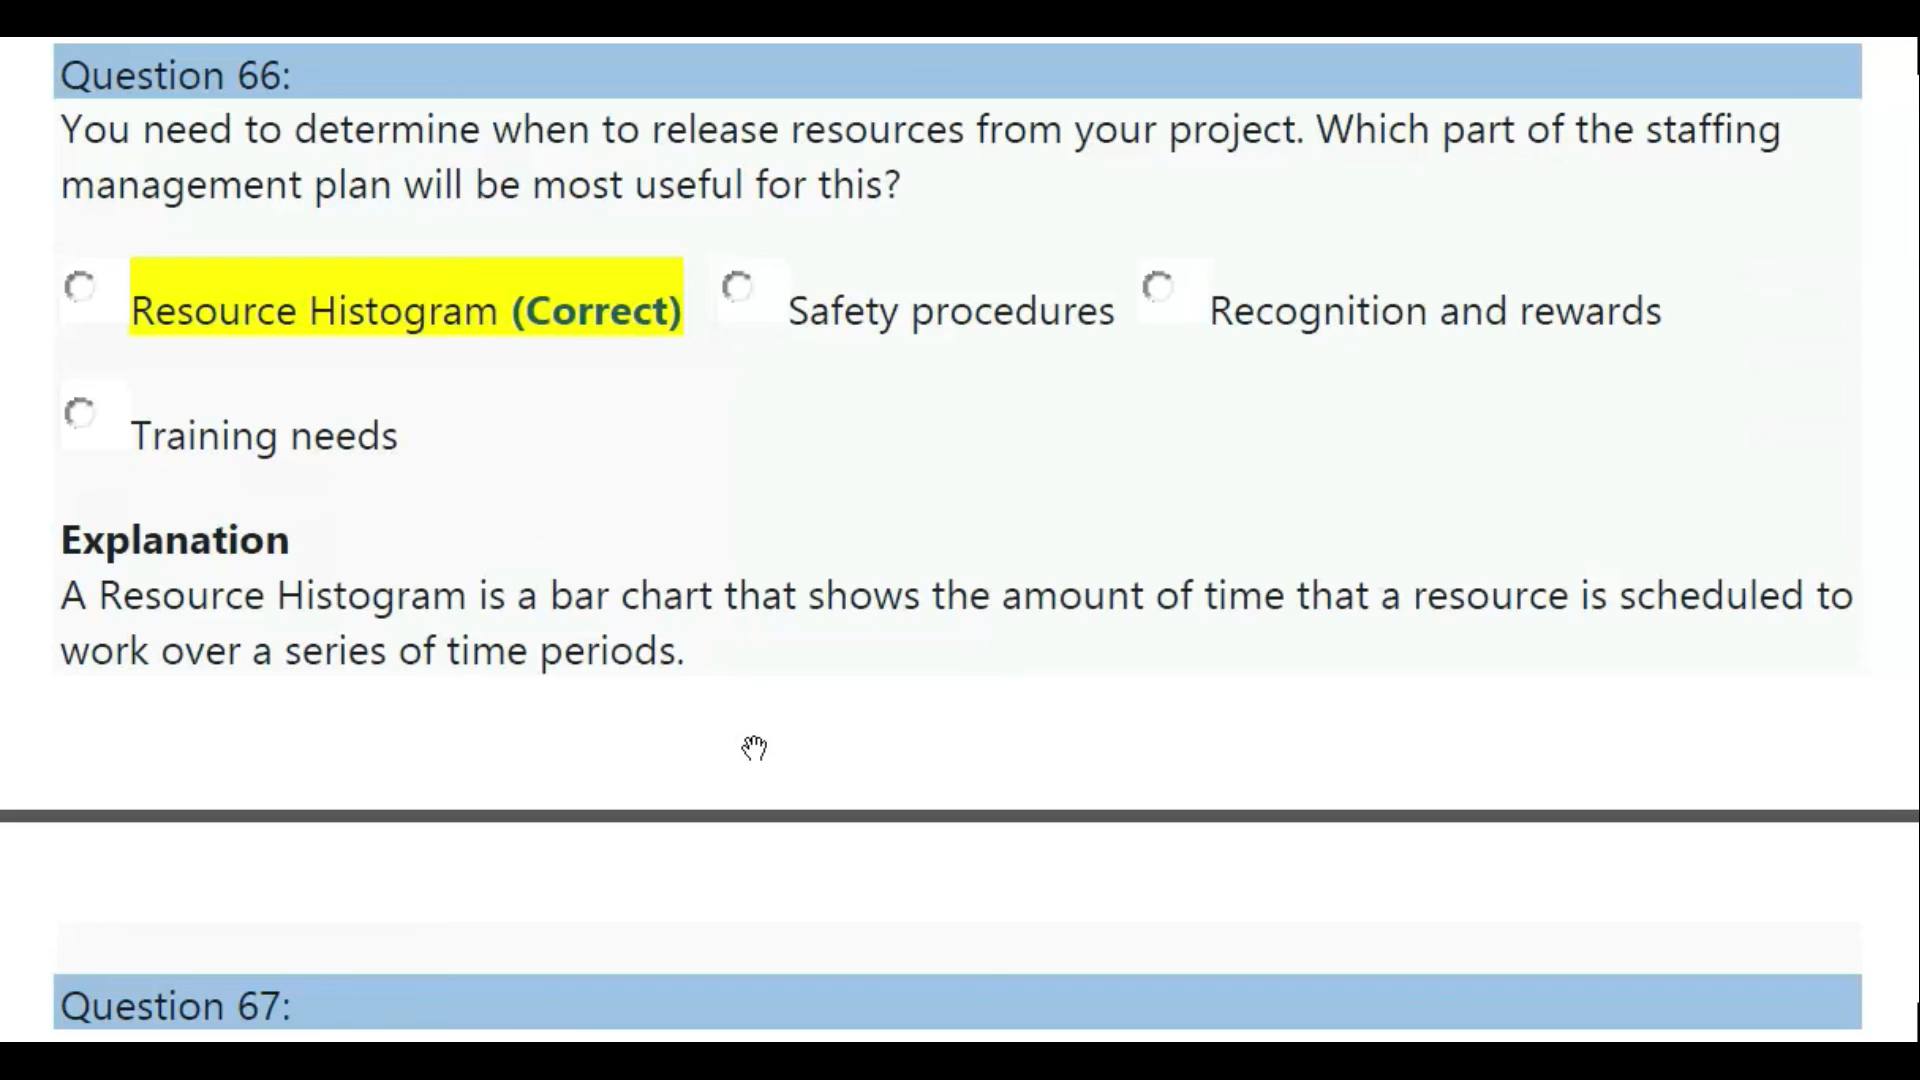 Question 66:
You need to determine when to release resources from your project. Which part of the staffing
management plan will be most useful for this?
Resource Histogram (Correct) Safety procedures Recognition and rewards
Training needs
Explanation
A Resource Histogram is a bar chart that shows the amount of time that a resource is scheduled to
work over a series of time periods.
Question 67: